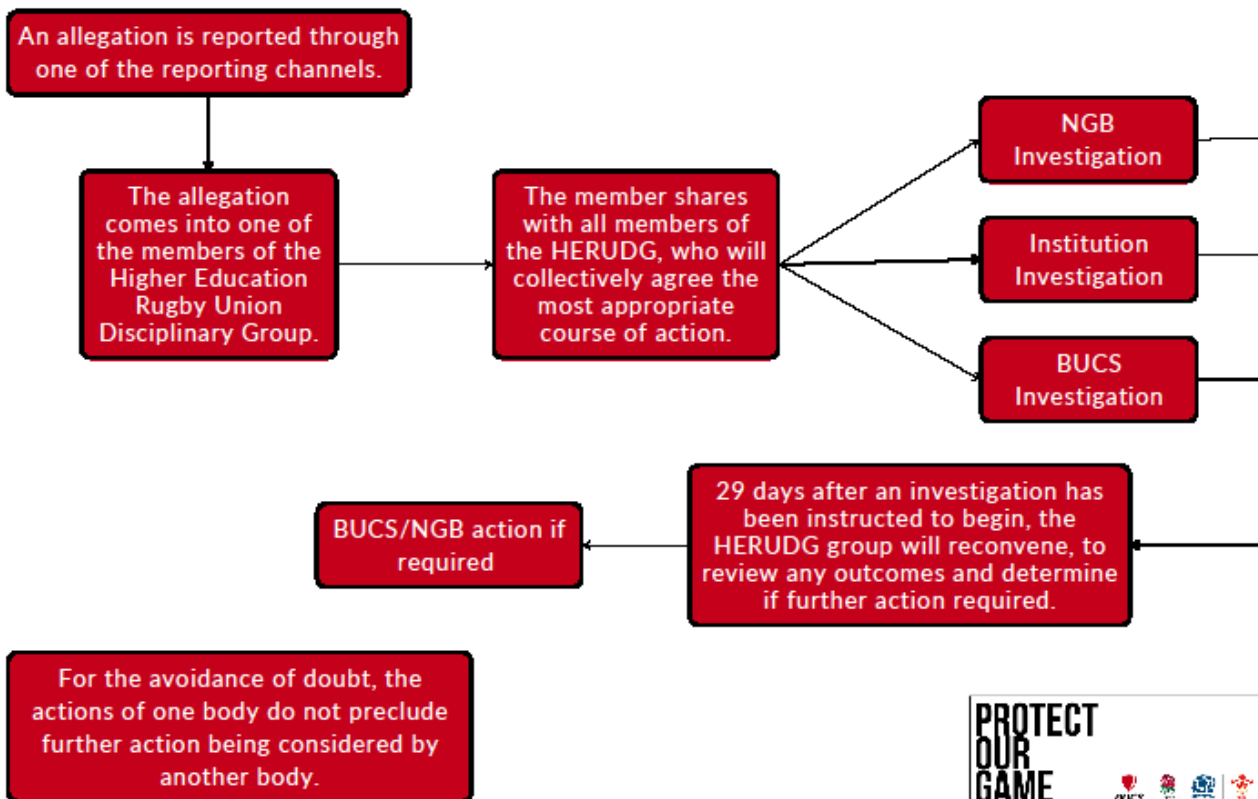 An allegation is reported through
one of the reporting channels.
The allegation
comes into one of
the members of the
Higher Education
Rugby Union
Disciplinary Group.
The member shares
with all members of
the HERUDG, who will
collectively agree the
most appropriate
course of action.
NGB
Investigation
Institution
Investigation
BUCS
Investigation
29 days after an investigation has
been instructed to begin, the
HERUDG group will reconvene, to
review any outcomes and determine
if further action required.
BUCS/NGB action if
required
For the avoidance of doubt, the
actions of one body do not preclude
further action being considered by
another body.
PROTECT
OUR
GAME